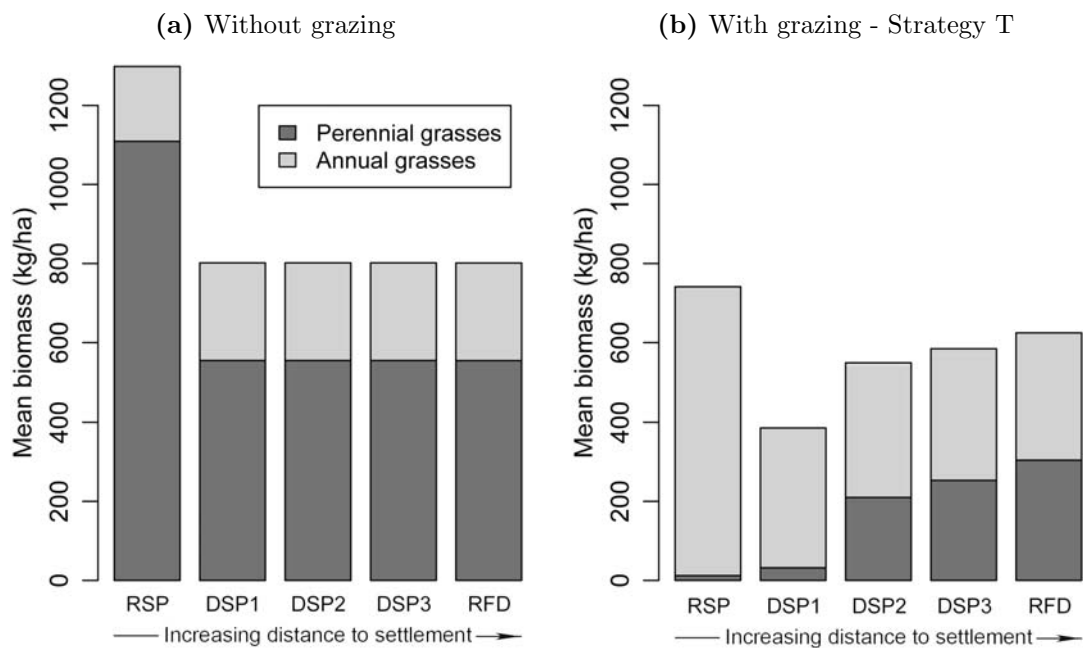 (a) Without grazing
Mean biomass (kg/ha)
1200
1000
800
600
400
200
0
Perennial grasses
Annual grasses
RSP DSP1 DSP2 DSP3 RFD
Increasing distance to settlement
(b) With grazing - Strategy T
Mean biomass (kg/ha)
1200
1000
800
600
400
200
0
RSP DSP1 DSP2 DSP3 RFD
Increasing distance to settlement